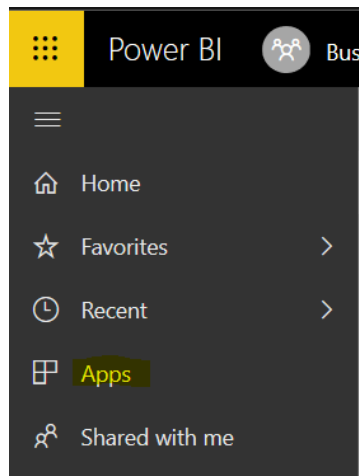 Power BI Bus
Home
Favorites
Recent
Apps
Shared with me